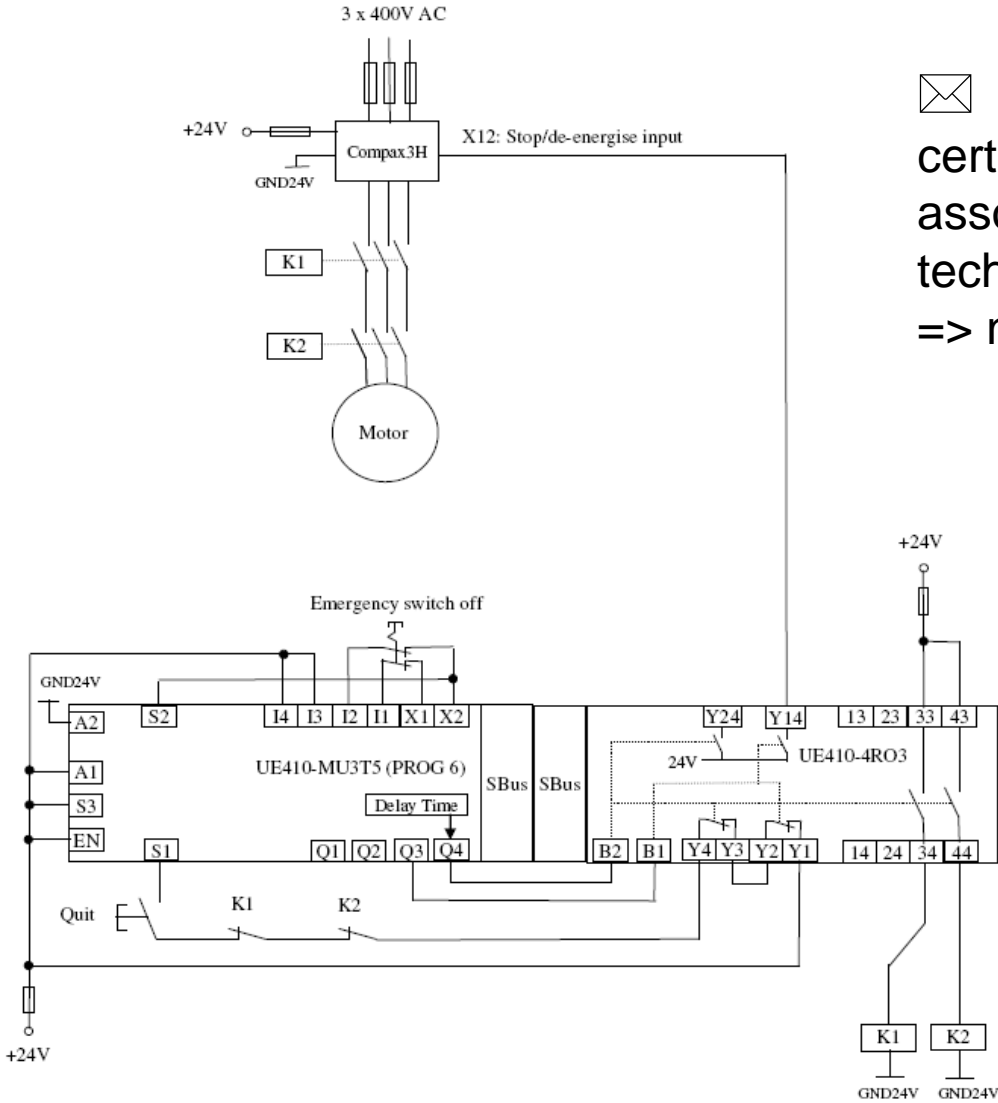 3 x 400V AC
+24V
Compax3H
X12: Stop/de-energise input
GND24V
cert
asso
tech
=> r
K1
K2
Motor
+24V
Emergency switch off
GND24V
A2
S2
I4 I3 I2 I1 X1 X2
Y24 Y14
13 23 33 43
UE410-MU3T5 (PROG 6)
SBus
SBus
24V
UE410-4RO3
A1
S3
EN
Delay Time
S1
Q1 Q2 Q3 Q4
B2 B1 Y4 Y3 Y2 Y1
14 24 34 44
Quit
K1
K2
+24V
K1
K2
GND24V
GND24V